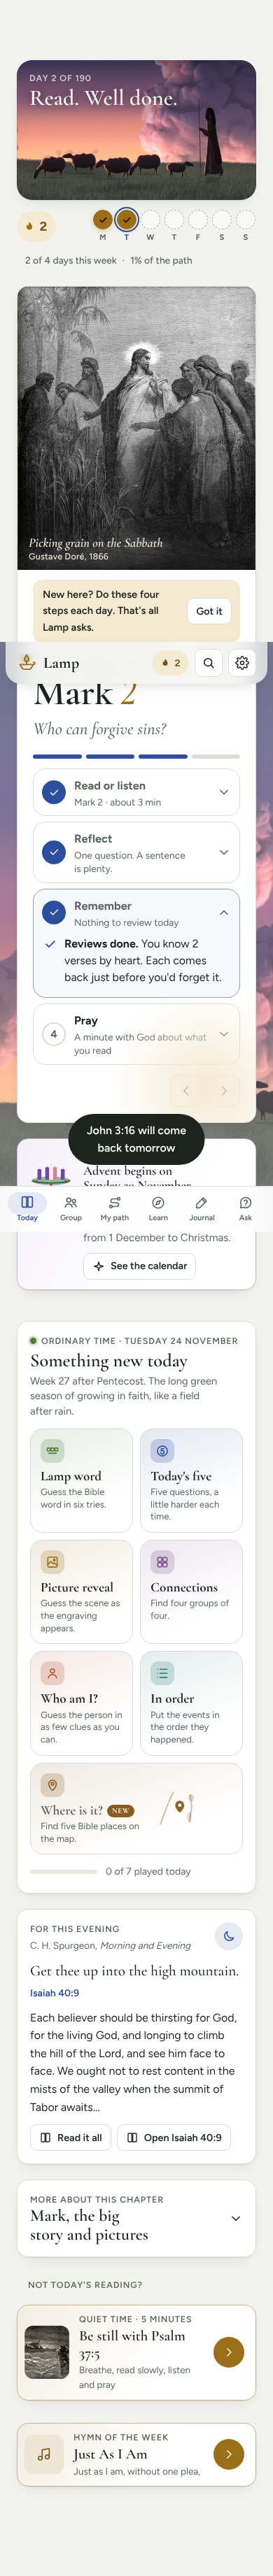 DAY 2 OF 190
Read. Well done.
2
M T W T F S S
2 of 4 days this week · 1% of the path
Picking grain on the Sabbath
Gustave Doré, 1866
New here? Do these four
steps each day. That's all
Lamp asks.
Got it
Lamp
2
Mark 2
Who can forgive sins?
Read or listen
Mark 2 · about 3 min
Reflect
One question. A sentence
is plenty.
Remember
Nothing to review today
Reviews done. You know 2
verses by heart. Each comes
back just before you'd forget it.
4
Pray
A minute with God about what
you read
John 3:16 will come
back tomorrow
Advent begins on
Sunday 29 November
Today
Group
My path
Learn
Journal
Ask
from 1 December to Christmas.
See the calendar
ORDINARY TIME · TUESDAY 24 NOVEMBER
Something new today
Week 27 after Pentecost. The long green
season of growing in faith, like a field
after rain.
Lamp word
Guess the Bible
word in six tries.
Today's five
Five questions, a
little harder each
time.
Picture reveal
Guess the scene as
the engraving
appears.
Connections
Find four groups of
four.
Who am I?
Guess the person in
as few clues as you
can.
In order
Put the events in
the order they
happened.
Where is it? NEW
Find five Bible places on
the map.
0 of 7 played today
FOR THIS EVENING
C. H. Spurgeon, Morning and Evening
Get thee up into the high mountain.
Isaiah 40:9
Each believer should be thirsting for God,
for the living God, and longing to climb
the hill of the Lord, and see him face to
face. We ought not to rest content in the
mists of the valley when the summit of
Tabor awaits…
Read it all
Open Isaiah 40:9
MORE ABOUT THIS CHAPTER
Mark, the big
story and pictures
NOT TODAY'S READING?
QUIET TIME · 5 MINUTES
Be still with Psalm
37:5
Breathe, read slowly, listen
and pray
HYMN OF THE WEEK
Just As I Am
Just as I am, without one plea,